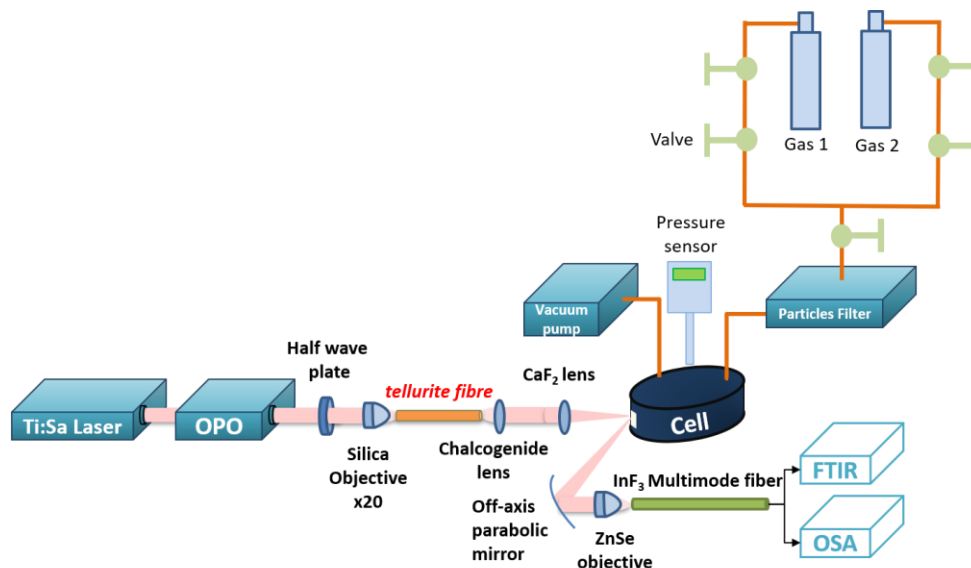 Gas 1
Gas 2
Valve
Pressure
sensor
Vacuum
pump
Particles Filter
Half wave
plate
tellurite fibre
CaF2 lens
Ti:Sa Laser
OPO
Cell
Silica
Objective
x20
Chalcogenide
lens
Off-axis
parabolic
mirror
ZnSe
objective
InF3 Multimode fiber
FTIR
OSA